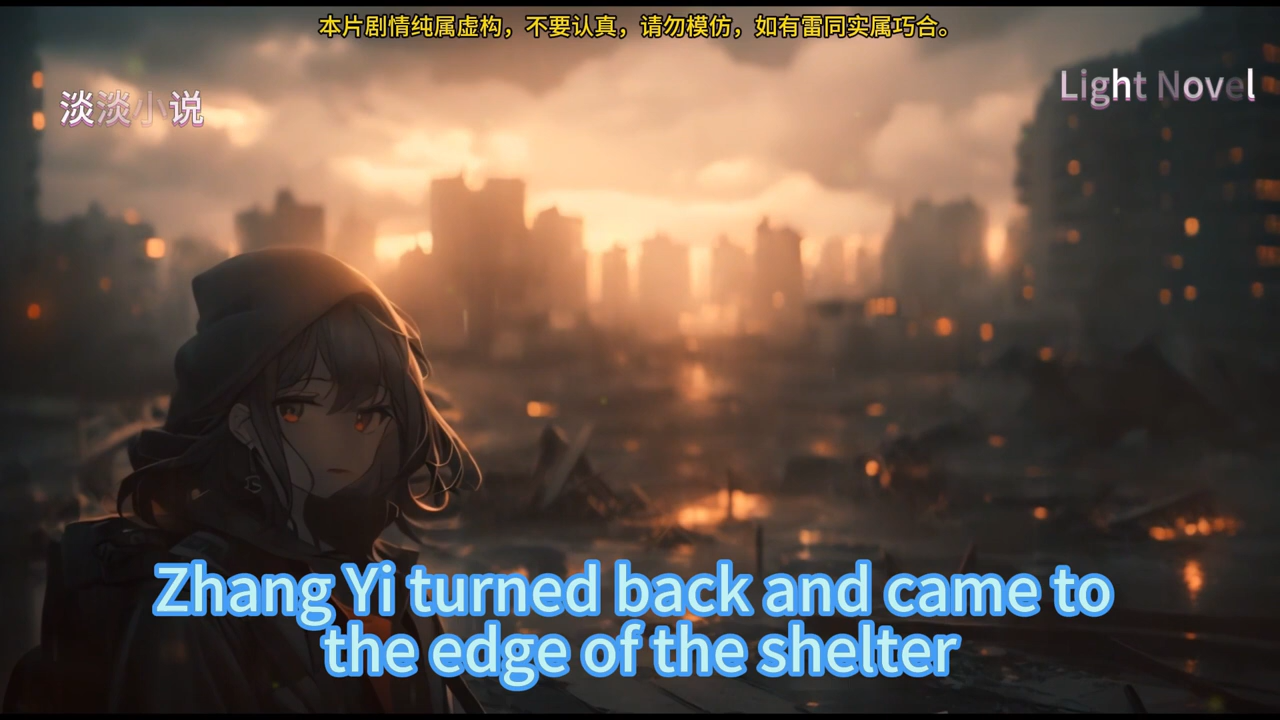 本片剧情纯属虚构，不要认真，请勿模仿，如有雷同实属巧合。
淡淡小说
Light Novel
Zhang Yi turned back and came to
the edge of the shelter